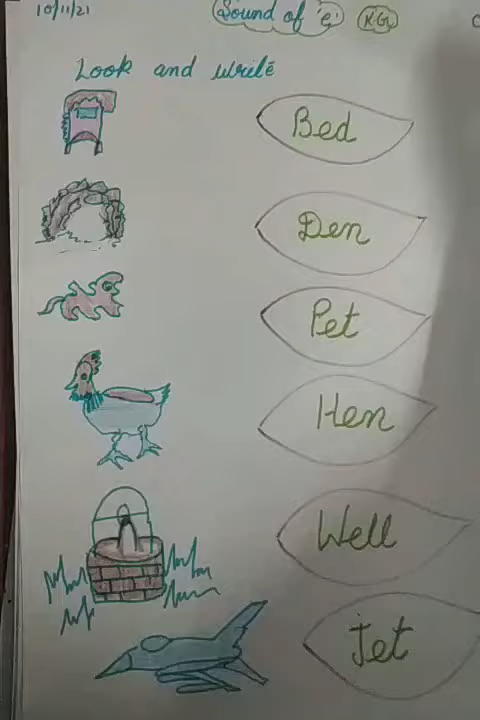 10/11/21 Sound of 'e' KG
Look and write
Bed
Den
Pet
Hen
Well
Jet